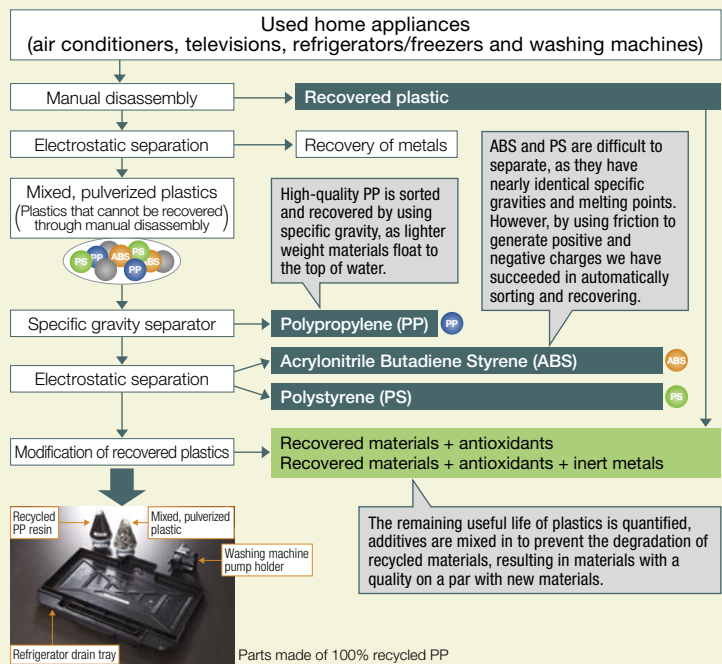 Used home appliances
(air conditioners, televisions, refrigerators/freezers and washing machines)
Manual disassembly
Recovered plastic
Electrostatic separation
Recovery of metals
Mixed, pulverized plastics
(Plastics that cannot be recovered
through manual disassembly)
PS
PP
ABS
PS
ABS
PP
High-quality PP is sorted
and recovered by using
specific gravity, as lighter
weight materials float to
the top of water.
ABS and PS are difficult to
separate, as they have
nearly identical specific
gravities and melting points.
However, by using friction to
generate positive and
negative charges we have
succeeded in automatically
sorting and recovering.
Specific gravity separator
Polypropylene (PP)
PP
Electrostatic separation
Acrylonitrile Butadiene Styrene (ABS)
ABS
Polystyrene (PS)
PS
Modification of recovered plastics
Recovered materials + antioxidants
Recovered materials + antioxidants + inert metals
The remaining useful life of plastics is quantified,
additives are mixed in to prevent the degradation of
recycled materials, resulting in materials with a
quality on a par with new materials.
Recycled
PP resin
Mixed, pulverized
plastic
Washing machine
pump holder
Refrigerator drain tray
Parts made of 100% recycled PP